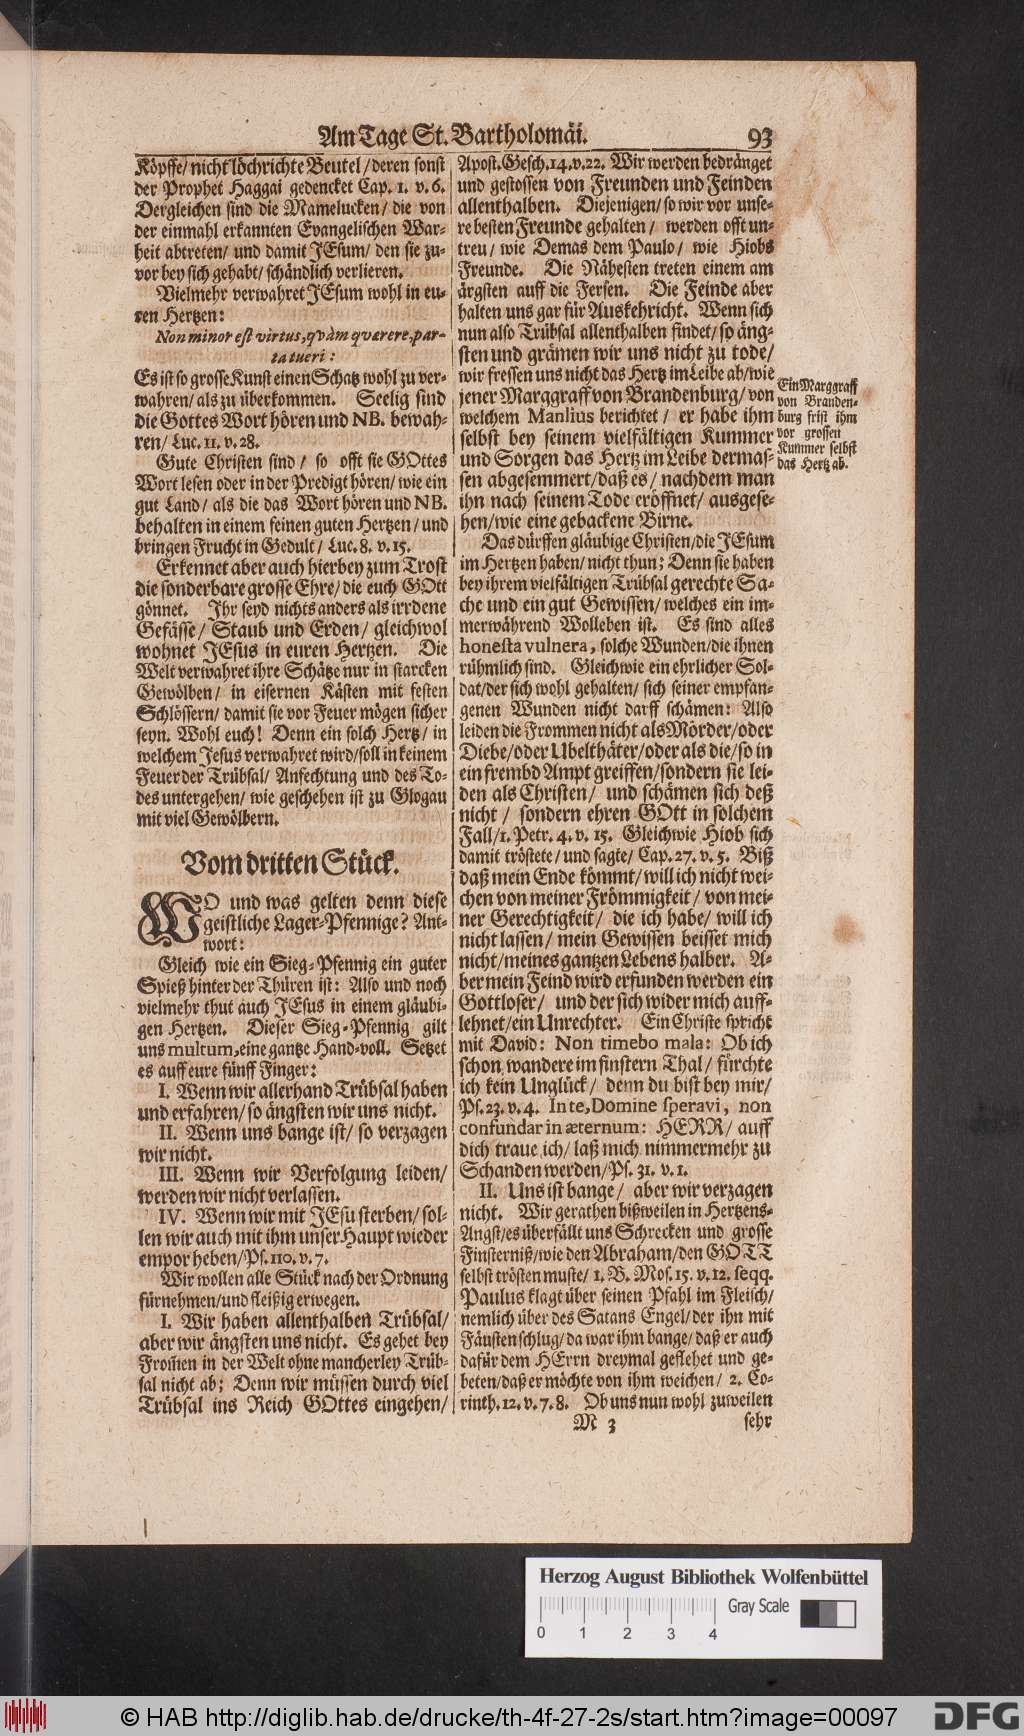 Am Tage St. Bartholomäi. 93
Köpffe/ nicht löchrichte Beutel/ deren sonst
der Prophet Haggai gedencket Cap. 1. v. 6.
Dergleichen sind die Mamelucken/ die von
der einmahl erkannten Evangelischen War-
heit abtreten/ und damit JEsum/ den sie zu-
vor bey sich gehabt/ schändlich verlieren.
Vielmehr verwahret JEsum wohl in eu-
ren Hertzen:
Non minor est virtus, qvàm qværere, par-
ta tueri:
Es ist so grosse Kunst einen Schatz wohl zu ver-
wahren/ als zu überkommen. Seelig sind
die Gottes Wort hören und NB. bewah-
ren/ Luc. 11. v. 28.
Gute Christen sind/ so offt sie GOttes
Wort lesen oder in der Predigt hören/ wie ein
gut Land/ als die das Wort hören und NB.
behalten in einem feinen guten Hertzen/ und
bringen Frucht in Gedult/ Luc. 8. v. 15.
Erkennet aber auch hierbey zum Trost
die sonderbare grosse Ehre/ die euch GOtt
gönnet. Ihr seyd nichts anders als irrdene
Gefässe/ Staub und Erden/ gleichwol
wohnet JEsus in euren Hertzen. Die
Welt verwahret ihre Schätze nur in starcken
Gewölben/ in eisernen Kästen mit festen
Schlössern/ damit sie vor Feuer mögen sicher
seyn. Wohl euch! Denn ein solch Hertz/ in
welchem Jesus verwahret wird/ soll in keinem
Feuer der Trübsal/ Anfechtung und des To-
des untergehen/ wie geschehen ist zu Glogau
mit viel Gewölbern.
Vom dritten Stück.
WO und was gelten denn diese
geistliche Lager-Pfennige? Ant-
wort:
Gleich wie ein Sieg-Pfennig ein guter
Spieß hinter der Thüren ist: Also und noch
vielmehr thut auch JEsus in einem gläubi-
gen Hertzen. Dieser Sieg-Pfennig gilt
uns multum, eine gantze Hand-voll. Setzet
es auff eure fünff Finger:
I. Wenn wir allerhand Trübsal haben
und erfahren/ so ängsten wir uns nicht.
II. Wenn uns bange ist/ so verzagen
wir nicht.
III. Wenn wir Verfolgung leiden/
werden wir nicht verlassen.
IV. Wenn wir mit JEsu sterben/ sol-
len wir auch mit ihm unser Haupt wieder
empor heben/ Ps. 110. v. 7.
Wir wollen alle Stück nach der Ordnung
fürnehmen/ und fleißig erwegen.
I. Wir haben allenthalben Trübsal/
aber wir ängsten uns nicht. Es gehet bey
From̃en in der Welt ohne mancherley Trüb-
sal nicht ab; Denn wir müssen durch viel
Trübsal ins Reich GOttes eingehen/
Apost. Gesch. 14. v. 22. Wir werden bedränget
und gestossen von Freunden und Feinden
allenthalben. Diejenigen/ so wir vor unse-
re besten Freunde gehalten/ werden offt un-
treu/ wie Demas dem Paulo/ wie Hiobs
Freunde. Die Nähesten treten einem am
ärgsten auff die Fersen. Die Feinde aber
halten uns gar für Auskehricht. Wenn sich
nun also Trübsal allenthalben findet/ so äng-
sten und grämen wir uns nicht zu tode/
wir fressen uns nicht das Hertz im Leibe ab/ wie
jener Marggraff von Brandenburg/ von
welchem Manlius berichtet/ er habe ihm
selbst bey seinem vielfältigen Kummer
und Sorgen das Hertz im Leibe dermas-
sen abgesemmert/ daß es/ nachdem man
ihn nach seinem Tode eröffnet/ ausgese-
hen/ wie eine gebackene Birne.
Das dürffen gläubige Christen/ die JEsum
im Hertzen haben/ nicht thun; Denn sie haben
bey ihrem vielfältigen Trübsal gerechte Sa-
che und ein gut Gewissen/ welches ein im-
merwährend Wolleben ist. Es sind alles
honesta vulnera, solche Wunden/ die ihnen
rühmlich sind. Gleichwie ein ehrlicher Sol-
dat/ der sich wohl gehalten/ sich seiner empfan-
genen Wunden nicht darff schämen: Also
leiden die Frommen nicht als Mörder/ oder
Diebe/ oder Ubelthäter/ oder als die/ so in
ein frembd Ampt greiffen/ sondern sie lei-
den als Christen/ und schämen sich deß
nicht/ sondern ehren GOtt in solchem
Fall/ 1. Petr. 4. v. 15. Gleichwie Hiob sich
damit tröstete/ und sagte/ Cap. 27. v. 5. Biß
daß mein Ende kömmt/ will ich nicht wei-
chen von meiner Frömmigkeit/ von mei-
ner Gerechtigkeit/ die ich habe/ will ich
nicht lassen/ mein Gewissen beisset mich
nicht/ meines gantzen Lebens halber. A-
ber mein Feind wird erfunden werden ein
Gottloser/ und der sich wider mich auff-
lehnet/ ein Unrechter. Ein Christe spricht
mit David: Non timebo mala: Ob ich
schon wandere im finstern Thal/ fürchte
ich kein Unglück/ denn du bist bey mir/
Ps. 23. v. 4. In te, Domine speravi, non
confundar in æternum: HERR/ auff
dich traue ich/ laß mich nimmermehr zu
Schanden werden/ Ps. 31. v. 1.
II. Uns ist bange/ aber wir verzagen
nicht. Wir gerathen bißweilen in Hertzens-
Angst/ es überfällt uns Schrecken und grosse
Finsterniß/ wie den Abraham/ den GOTT
selbst trösten muste/ 1. B. Mos. 15. v. 12. seqq.
Paulus klagt über seinen Pfahl im Fleisch/
nemlich über des Satans Engel/ der ihn mit
Fäusten schlug/ da war ihm bange/ daß er auch
dafür dem HErrn dreymal geflehet und ge-
beten/ daß er möchte von ihm weichen/ 2. Co-
rinth. 12. v. 7. 8. Ob uns nun wohl zuweilen
Ein Marggraff
von Branden-
burg frist ihm
vor grossen
Kummer selbst
das Hertz ab.
M 3 sehr
Herzog August Bibliothek Wolfenbüttel
Gray Scale
0 1 2 3 4
© HAB http://diglib.hab.de/drucke/th-4f-27-2s/start.htm?image=00097
DFG